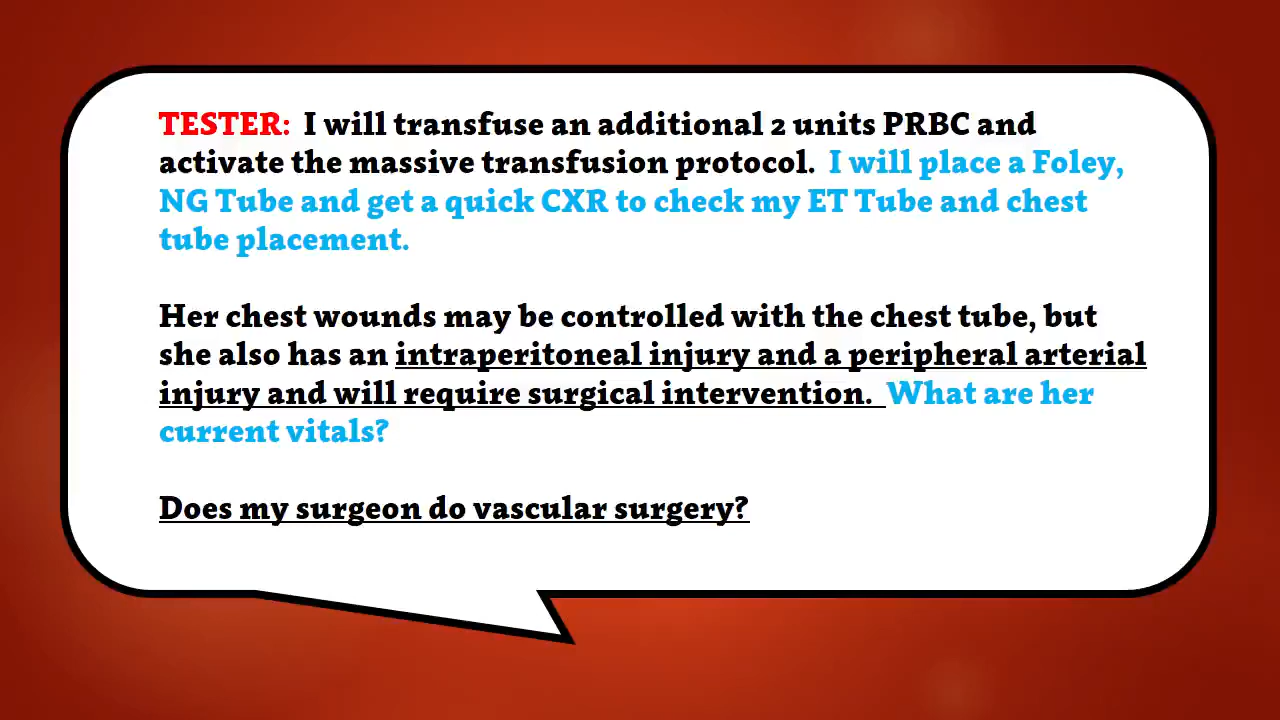 TESTER: I will transfuse an additional 2 units PRBC and
activate the massive transfusion protocol. I will place a Foley,
NG Tube and get a quick CXR to check my ET Tube and chest
tube placement.
Her chest wounds may be controlled with the chest tube, but
she also has an intraperitoneal injury and a peripheral arterial
injury and will require surgical intervention. What are her
current vitals?
Does my surgeon do vascular surgery?